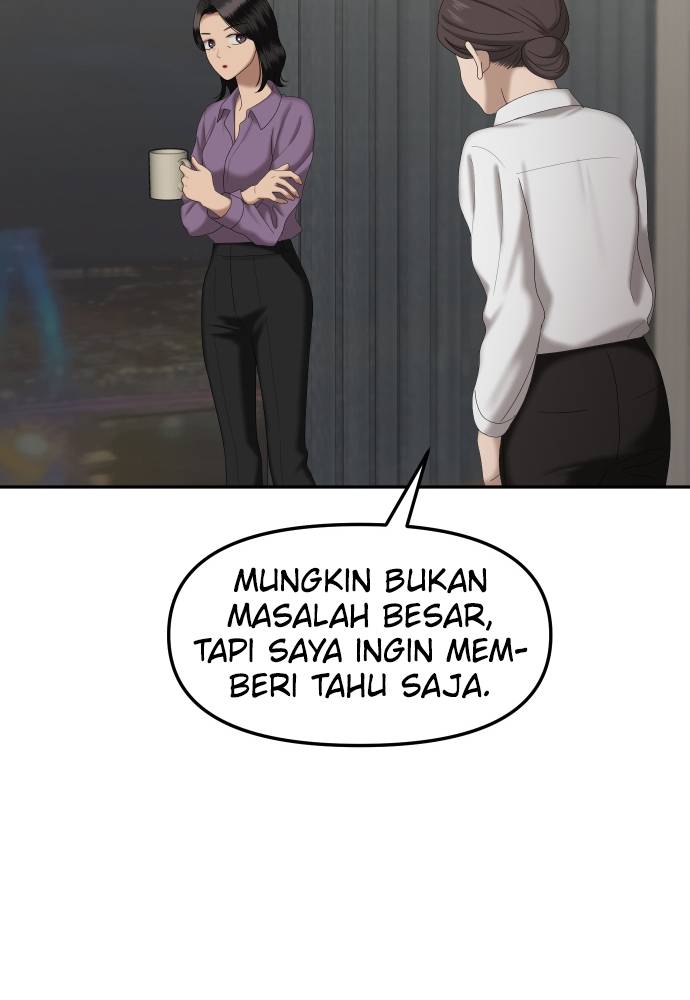 MUNGKIN BUKAN
MASALAH BESAR,
TAPI SAYA INGIN MEM-
BERI TAHU SAJA.